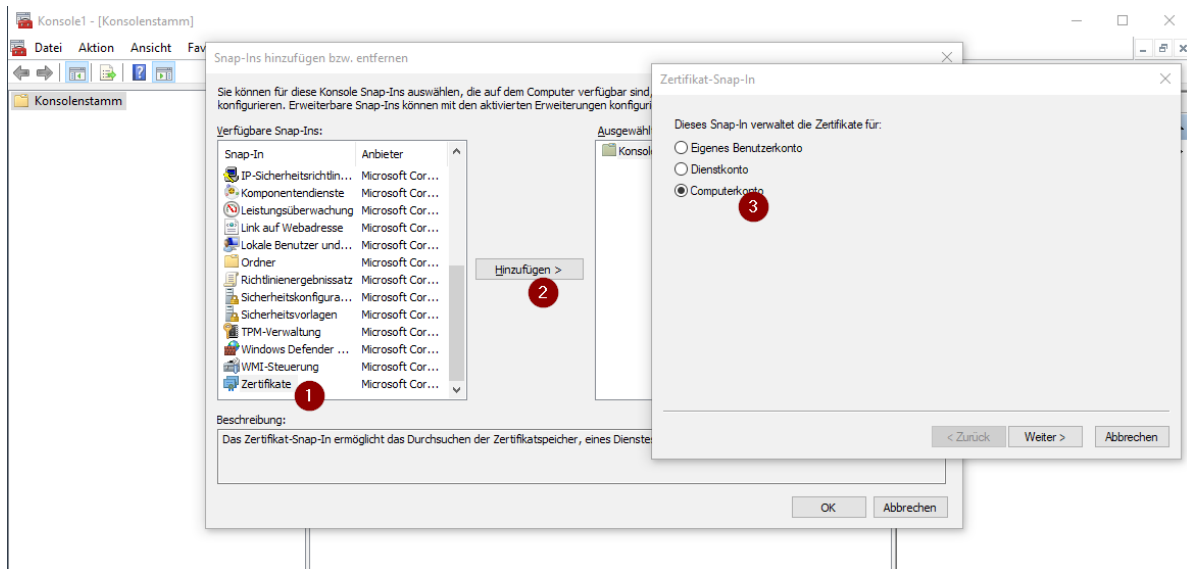 Konsole1 - [Konsolenstamm]
Datei Aktion Ansicht Fav
Konsolenstamm
Snap-Ins hinzufügen bzw. entfernen
Sie können für diese Konsole Snap-Ins auswählen, die auf dem Computer verfügbar sind,
konfigurieren. Erweiterbare Snap-Ins können mit den aktivierten Erweiterungen konfiguri
Verfügbare Snap-Ins:
Snap-In Anbieter
IP-Sicherheitsrichtlin... Microsoft Cor...
Komponentendienste Microsoft Cor...
Leistungsüberwachung Microsoft Cor...
Link auf Webadresse Microsoft Cor...
Lokale Benutzer und... Microsoft Cor...
Ordner Microsoft Cor...
Richtlinienergebnissatz Microsoft Cor...
Sicherheitskonfigura... Microsoft Cor...
Sicherheitsvorlagen Microsoft Cor...
TPM-Verwaltung Microsoft Cor...
Windows Defender ... Microsoft Cor...
WMI-Steuerung Microsoft Cor...
Zertifikate Microsoft Cor...
1
Hinzufügen >
2
Ausgewähl
Konsol
Beschreibung:
Das Zertifikat-Snap-In ermöglicht das Durchsuchen der Zertifikatspeicher, eines Dienste
OK Abbrechen
Zertifikat-Snap-In
Dieses Snap-In verwaltet die Zertifikate für:
Eigenes Benutzerkonto
Dienstkonto
Computerkonto
3
< Zurück Weiter > Abbrechen